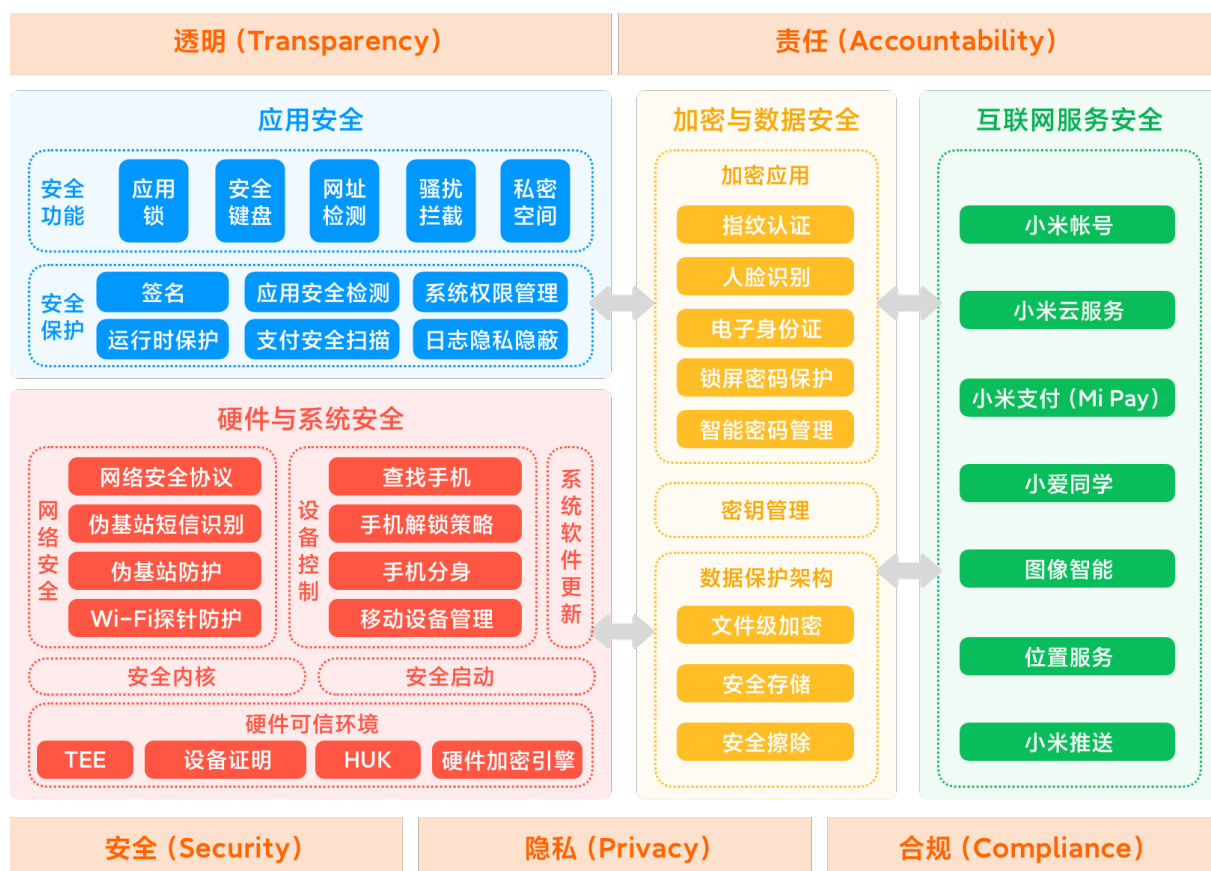 透明 (Transparency)
责任 (Accountability)
应用安全
安全
功能
应用
锁
安全
键盘
网址
检测
骚扰
拦截
私密
空间
安全
保护
签名
应用安全检测
系统权限管理
运行时保护
支付安全扫描
日志隐私隐蔽
硬件与系统安全
网络安全
网络安全协议
伪基站短信识别
伪基站防护
Wi-Fi探针防护
设备控制
查找手机
手机解锁策略
手机分身
移动设备管理
系统软件更新
安全内核
安全启动
硬件可信环境
TEE
设备证明
HUK
硬件加密引擎
加密与数据安全
加密应用
指纹认证
人脸识别
电子身份证
锁屏密码保护
智能密码管理
密钥管理
数据保护架构
文件级加密
安全存储
安全擦除
互联网服务安全
小米帐号
小米云服务
小米支付 (Mi Pay)
小爱同学
图像智能
位置服务
小米推送
安全 (Security)
隐私 (Privacy)
合规 (Compliance)